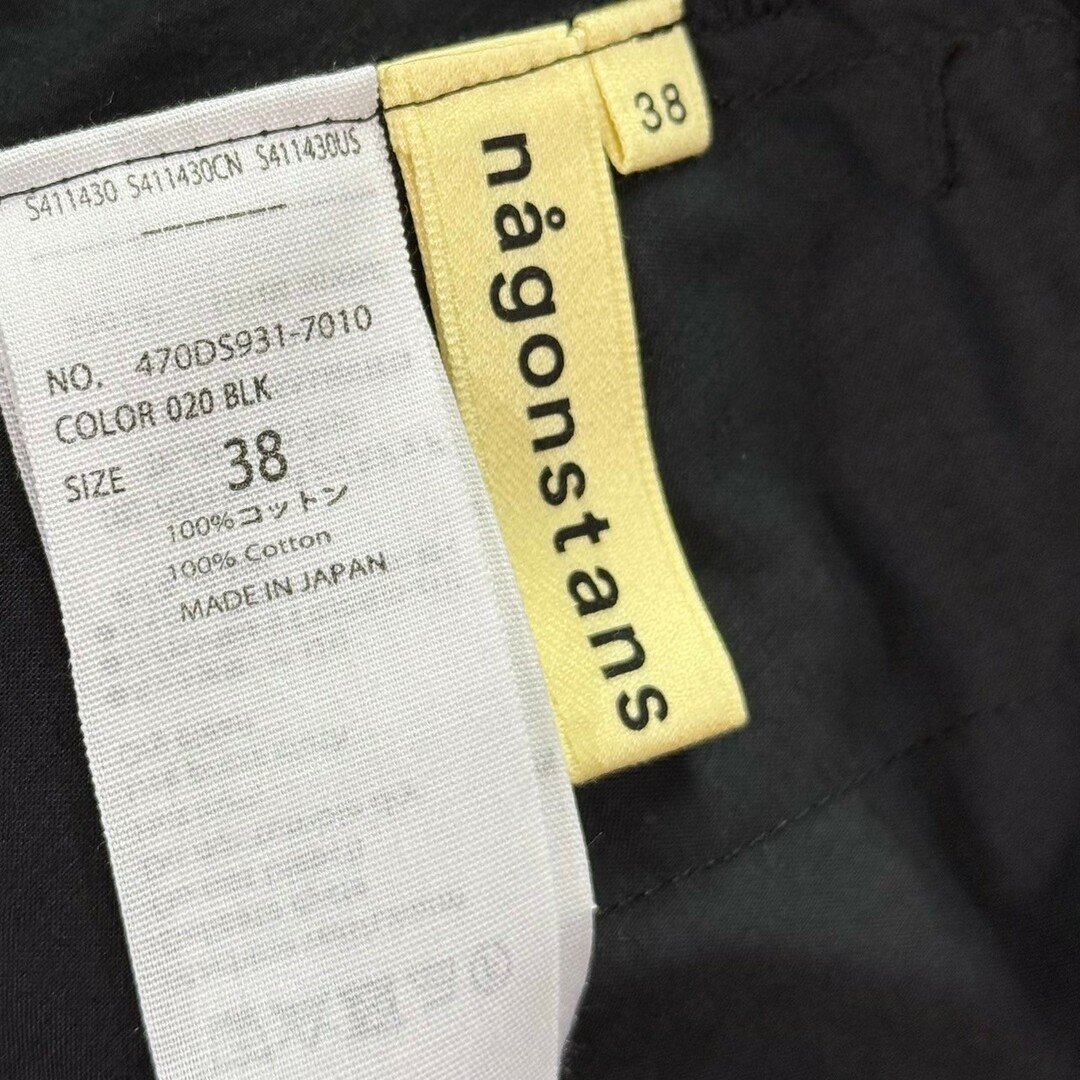 S411430 S411430CN S411430US
NO. 470DS931-7010
COLOR 020 BLK
SIZE 38
100%コットン
100% Cotton
MADE IN JAPAN
någonstans
38